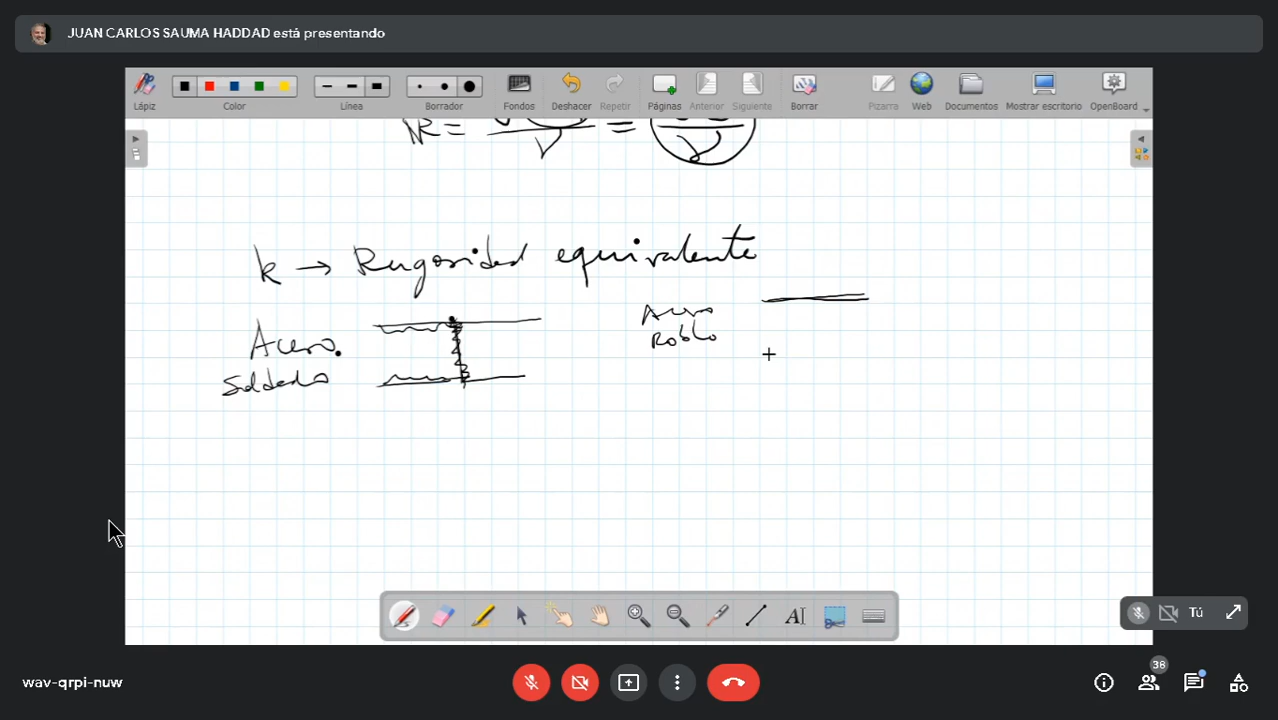 JUAN CARLOS SAUMA HADDAD está presentando
Lápiz Color Línea Borrador Fondos Deshacer Repetir Páginas Anterior Siguiente Borrar Pizarra Web Documentos Mostrar escritorio OpenBoard
=
k → Rugosidad equivalente
Acero.
Soldado
Acero
Roblo
Tú
wav-qrpi-nuw
38